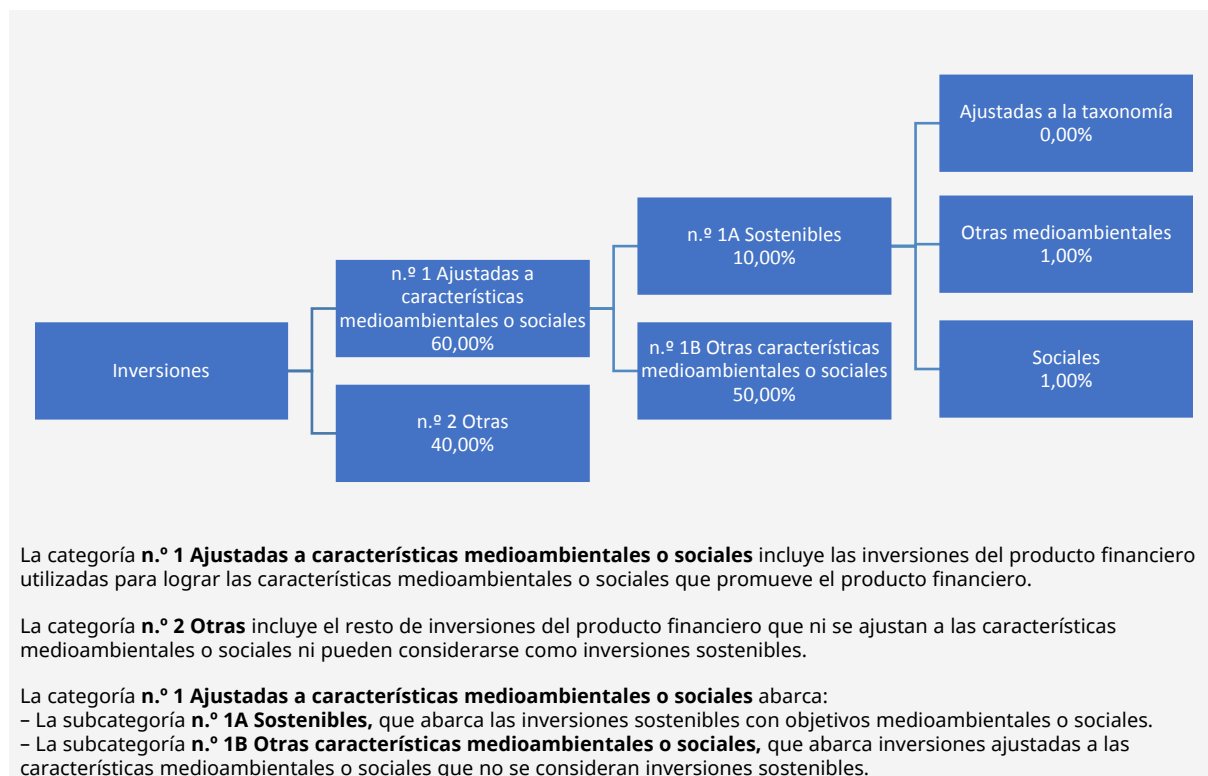 Inversiones
n.º 1 Ajustadas a
características
medioambientales o sociales
60,00%
n.º 2 Otras
40,00%
n.º 1A Sostenibles
10,00%
n.º 1B Otras características
medioambientales o sociales
50,00%
Ajustadas a la taxonomía
0,00%
Otras medioambientales
1,00%
Sociales
1,00%
La categoría n.º 1 Ajustadas a características medioambientales o sociales incluye las inversiones del producto financiero
utilizadas para lograr las características medioambientales o sociales que promueve el producto financiero.
La categoría n.º 2 Otras incluye el resto de inversiones del producto financiero que ni se ajustan a las características
medioambientales o sociales ni pueden considerarse como inversiones sostenibles.
La categoría n.º 1 Ajustadas a características medioambientales o sociales abarca:
– La subcategoría n.º 1A Sostenibles, que abarca las inversiones sostenibles con objetivos medioambientales o sociales.
– La subcategoría n.º 1B Otras características medioambientales o sociales, que abarca inversiones ajustadas a las
características medioambientales o sociales que no se consideran inversiones sostenibles.